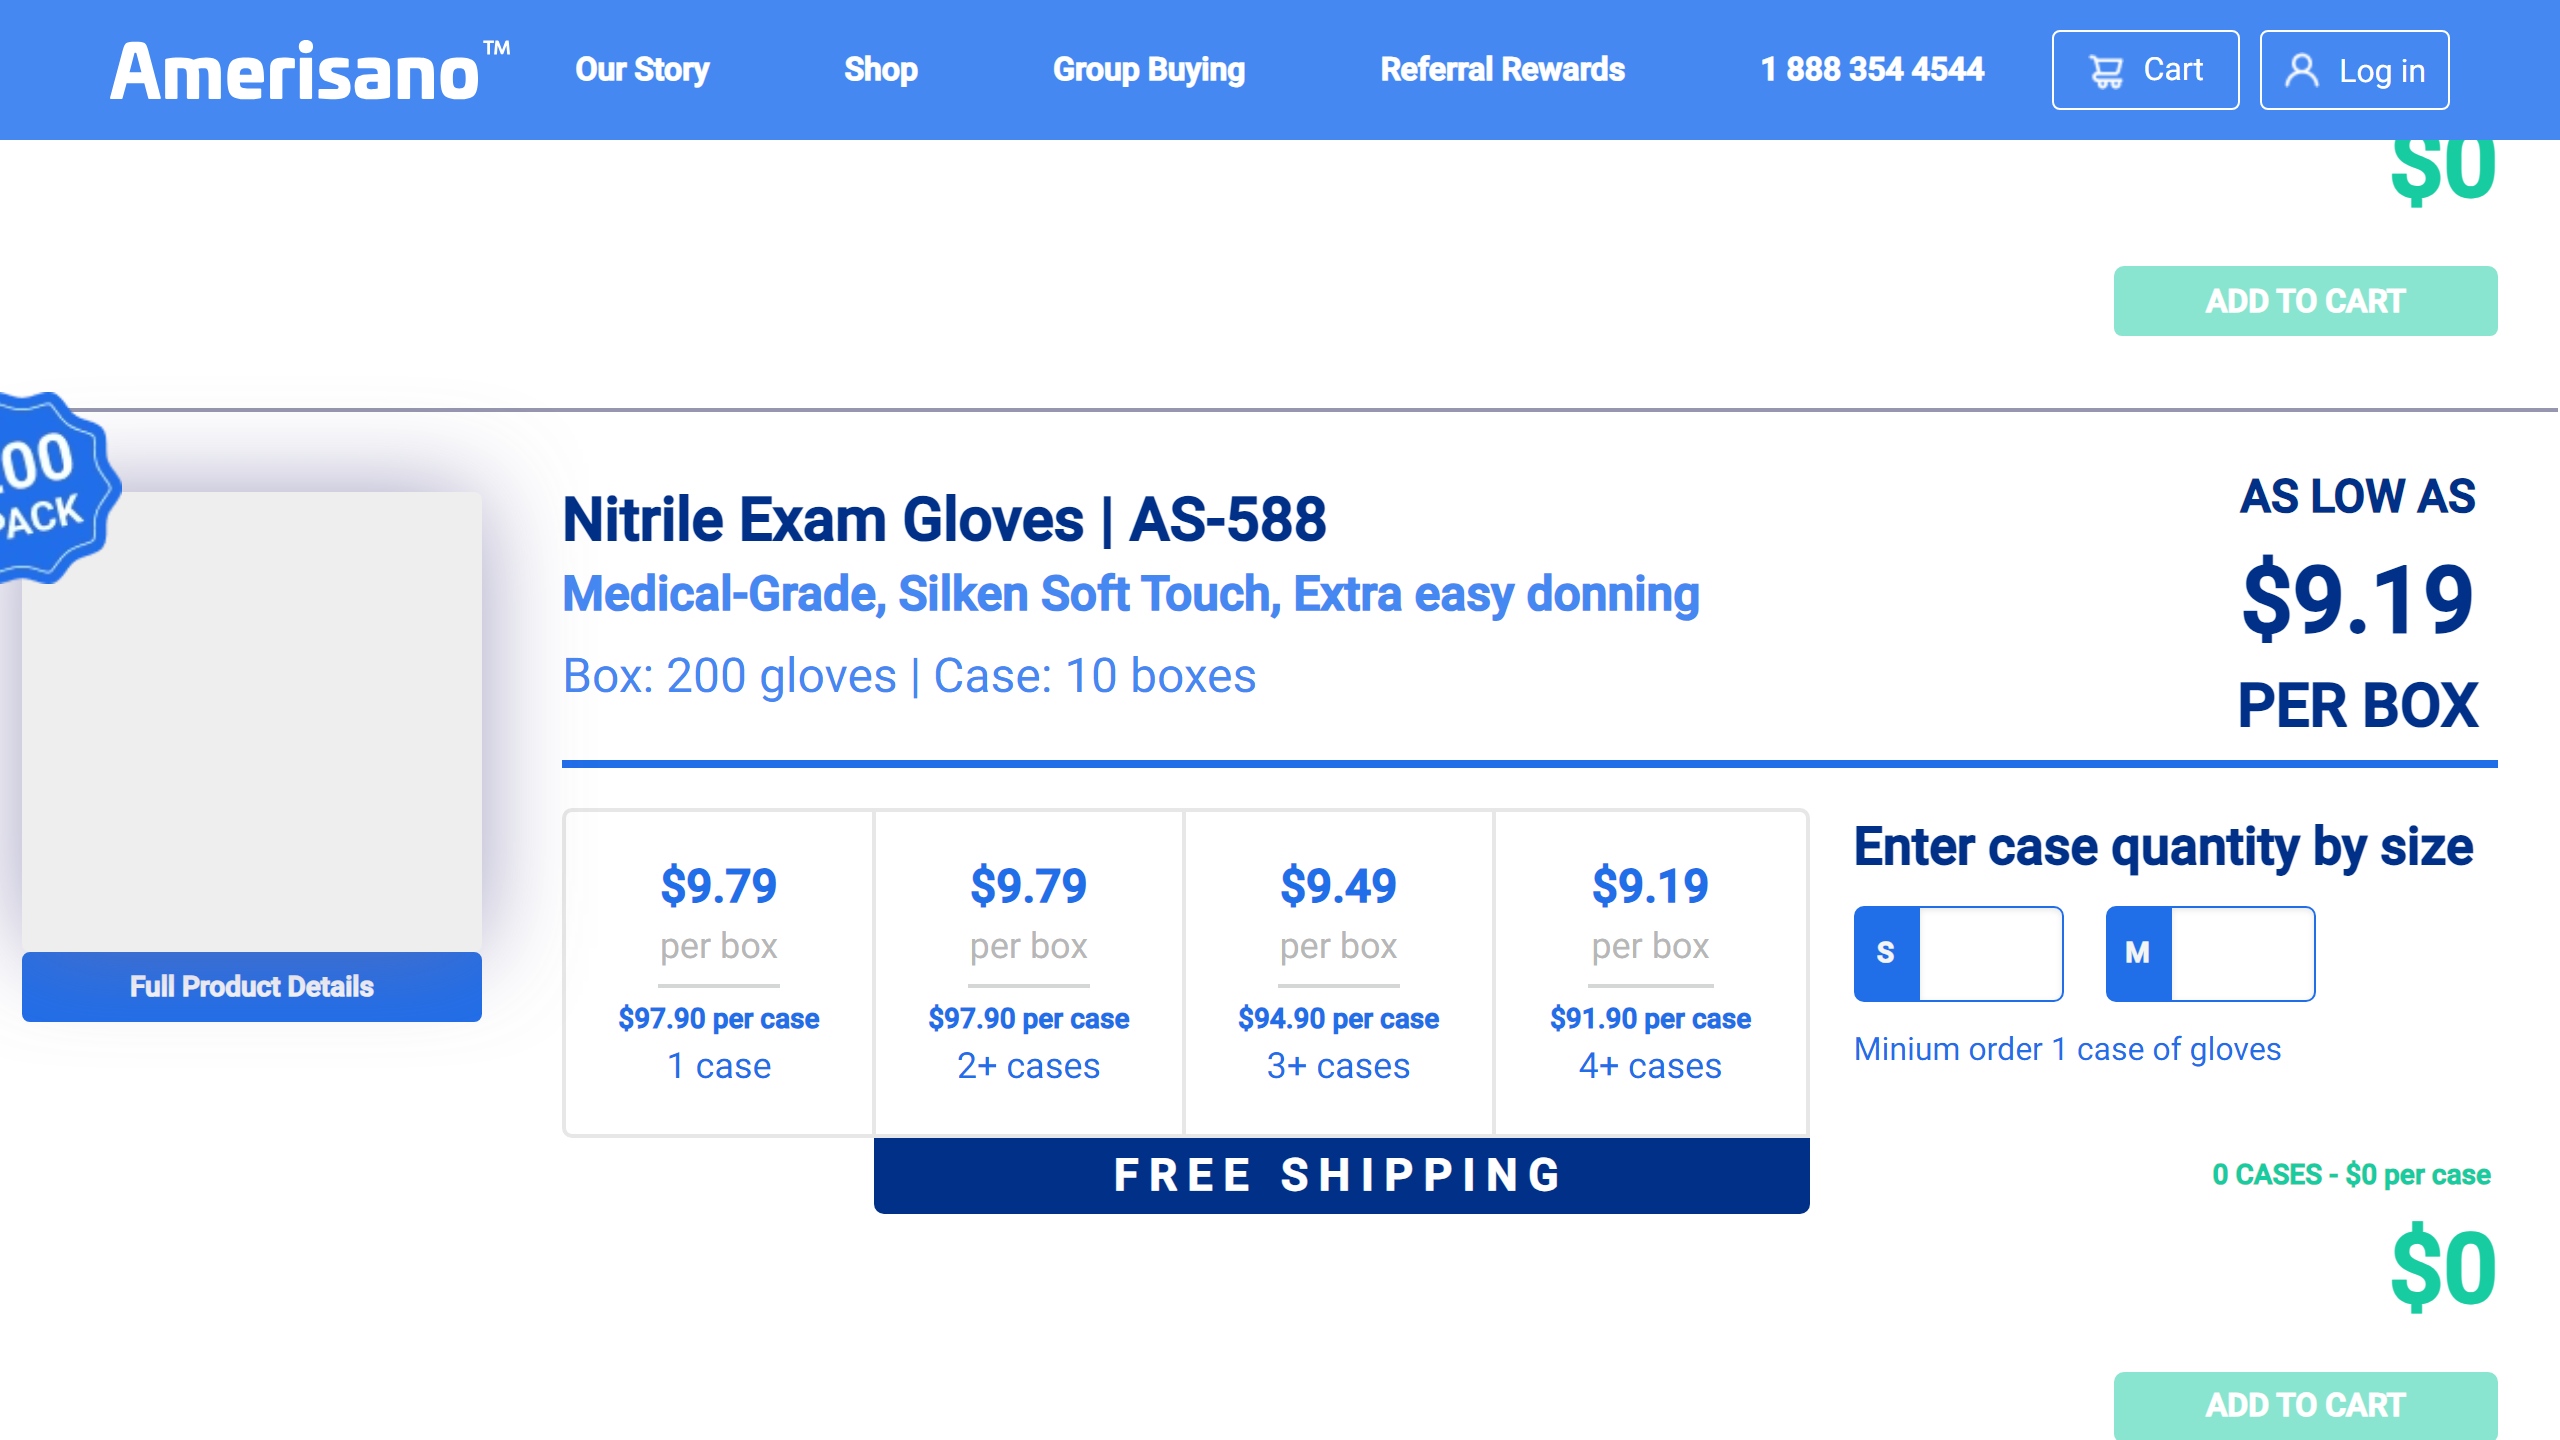 Amerisano™
Our Story
Shop
Group Buying
Referral Rewards
1 888 354 4544
Cart
Log in
$0
ADD TO CART
00
PACK
Nitrile Exam Gloves | AS-588
Medical-Grade, Silken Soft Touch, Extra easy donning
Box: 200 gloves | Case: 10 boxes
AS LOW AS
$9.19
PER BOX
Full Product Details
$9.79
per box
$97.90 per case
1 case
$9.79
per box
$97.90 per case
2+ cases
$9.49
per box
$94.90 per case
3+ cases
$9.19
per box
$91.90 per case
4+ cases
FREE SHIPPING
Enter case quantity by size
S
M
Minium order 1 case of gloves
0 CASES - $0 per case
$0
ADD TO CART